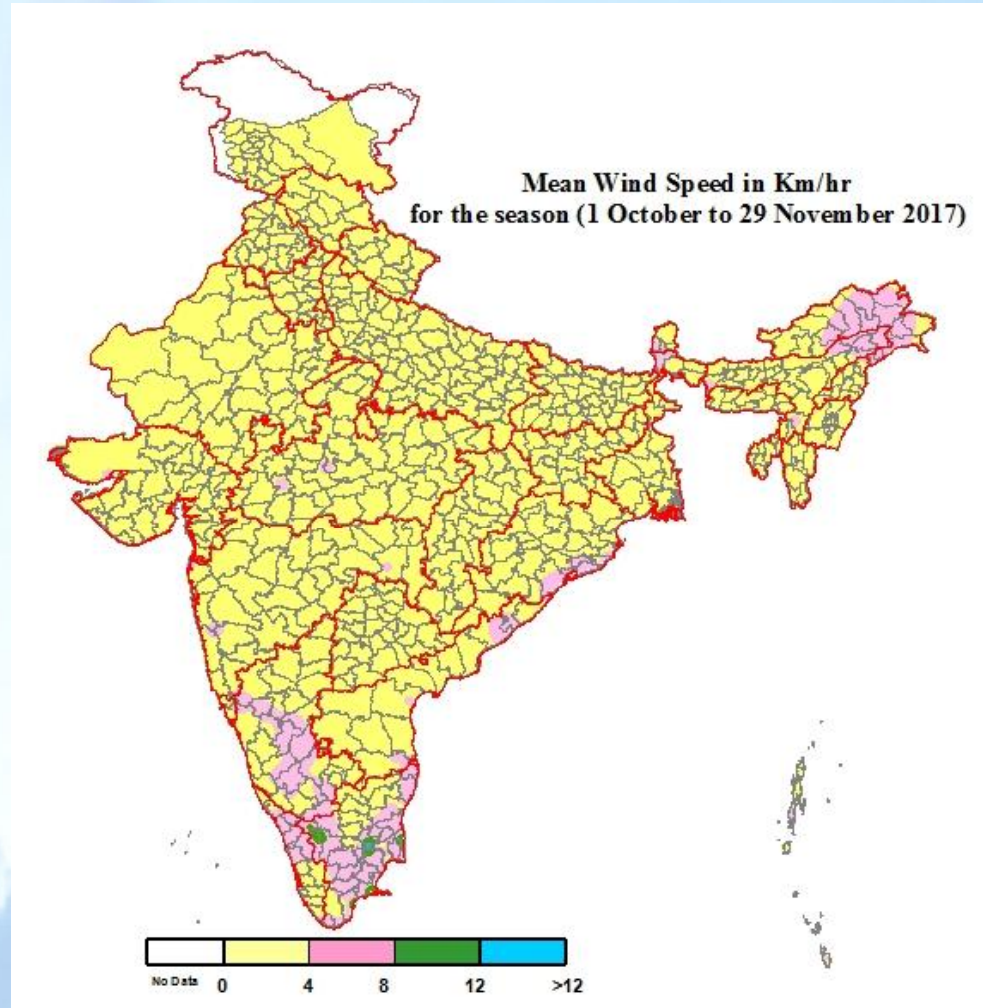 Mean Wind Speed in Km/hr
for the season (1 October to 29 November 2017)
No Data 0 4 8 12 >12